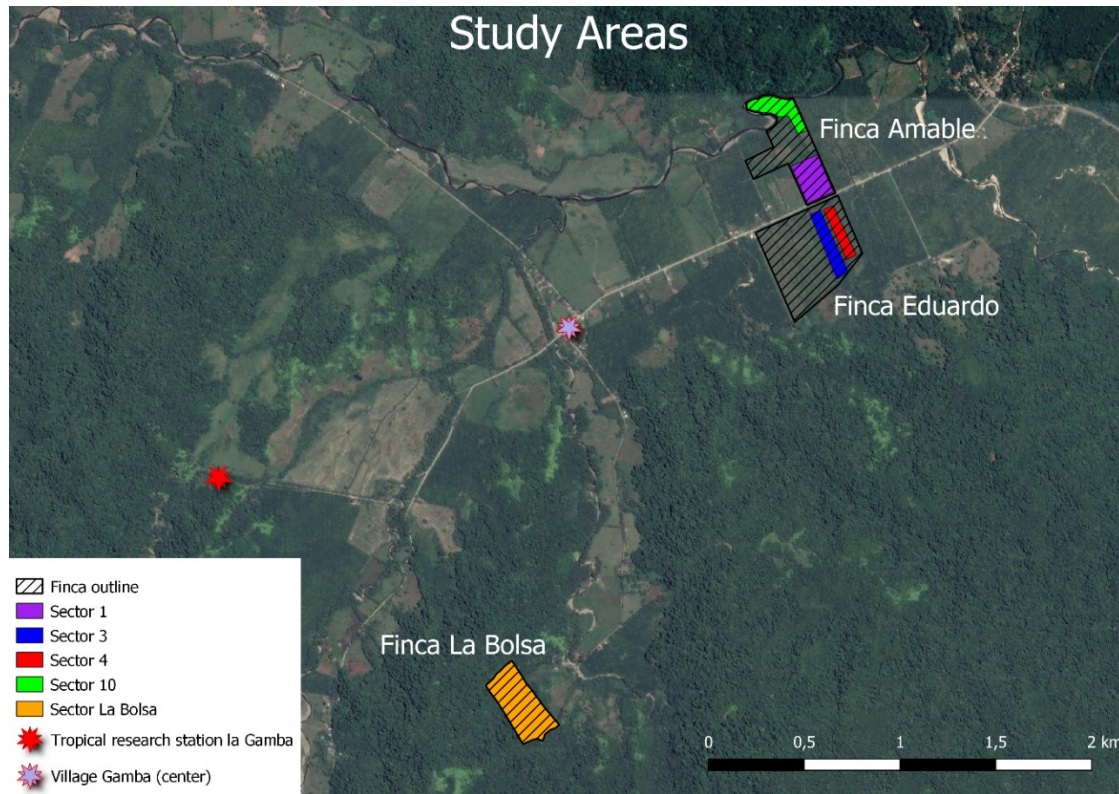 Study Areas
Finca Amable
Finca Eduardo
Finca La Bolsa
Finca outline
Sector 1
Sector 3
Sector 4
Sector 10
Sector La Bolsa
Tropical research station la Gamba
Village Gamba (center)
0 0,5 1 1,5 2 km